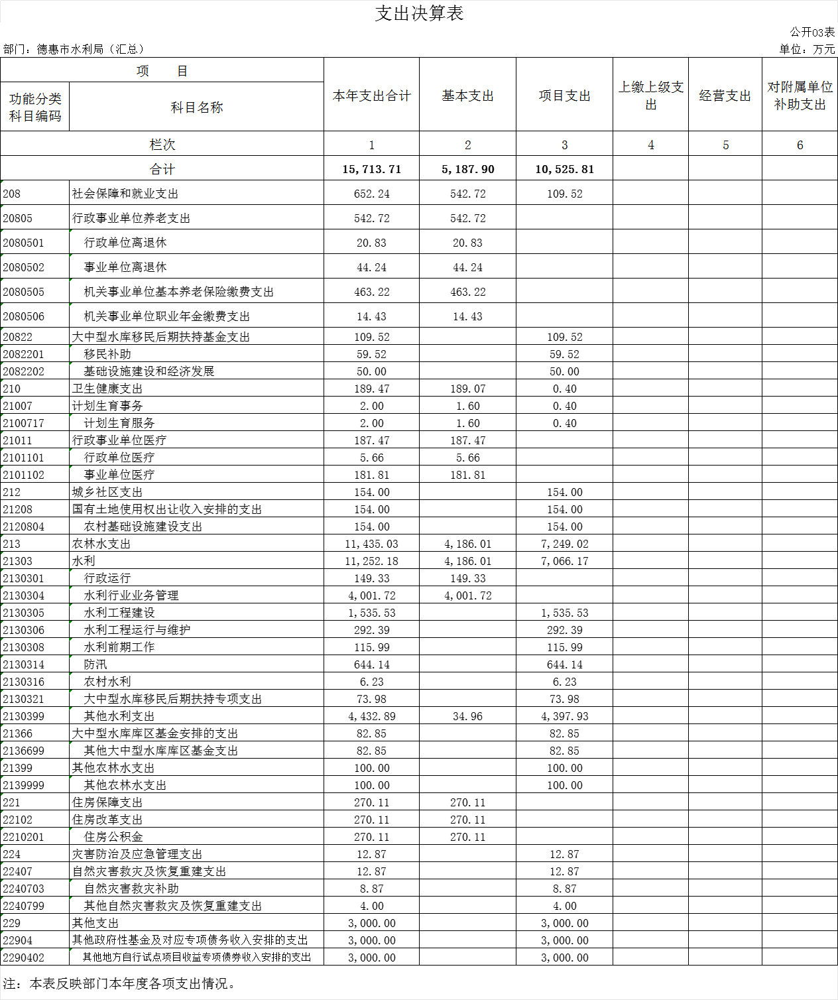 支出决算表
公开03表
部门：德惠市水利局（汇总）
单位：万元
项 目 本年支出合计 基本支出 项目支出 上缴上级支出 经营支出 对附属单位补助支出
功能分类科目编码 科目名称
栏次 1 2 3 4 5 6
合计 15,713.71 5,187.90 10,525.81
208 社会保障和就业支出 652.24 542.72 109.52
20805 行政事业单位养老支出 542.72 542.72
2080501 行政单位离退休 20.83 20.83
2080502 事业单位离退休 44.24 44.24
2080505 机关事业单位基本养老保险缴费支出 463.22 463.22
2080506 机关事业单位职业年金缴费支出 14.43 14.43
20822 大中型水库移民后期扶持基金支出 109.52 109.52
2082201 移民补助 59.52 59.52
2082202 基础设施建设和经济发展 50.00 50.00
210 卫生健康支出 189.47 189.07 0.40
21007 计划生育事务 2.00 1.60 0.40
2100717 计划生育服务 2.00 1.60 0.40
21011 行政事业单位医疗 187.47 187.47
2101101 行政单位医疗 5.66 5.66
2101102 事业单位医疗 181.81 181.81
212 城乡社区支出 154.00 154.00
21208 国有土地使用权出让收入安排的支出 154.00 154.00
2120804 农村基础设施建设支出 154.00 154.00
213 农林水支出 11,435.03 4,186.01 7,249.02
21303 水利 11,252.18 4,186.01 7,066.17
2130301 行政运行 149.33 149.33
2130304 水利行业业务管理 4,001.72 4,001.72
2130305 水利工程建设 1,535.53 1,535.53
2130306 水利工程运行与维护 292.39 292.39
2130308 水利前期工作 115.99 115.99
2130314 防汛 644.14 644.14
2130316 农村水利 6.23 6.23
2130321 大中型水库移民后期扶持专项支出 73.98 73.98
2130399 其他水利支出 4,432.89 34.96 4,397.93
21366 大中型水库库区基金安排的支出 82.85 82.85
2136699 其他大中型水库库区基金支出 82.85 82.85
21399 其他农林水支出 100.00 100.00
2139999 其他农林水支出 100.00 100.00
221 住房保障支出 270.11 270.11
22102 住房改革支出 270.11 270.11
2210201 住房公积金 270.11 270.11
224 灾害防治及应急管理支出 12.87 12.87
22407 自然灾害救灾及恢复重建支出 12.87 12.87
2240703 自然灾害救灾补助 8.87 8.87
2240799 其他自然灾害救灾及恢复重建支出 4.00 4.00
229 其他支出 3,000.00 3,000.00
22904 其他政府性基金及对应专项债务收入安排的支出 3,000.00 3,000.00
2290402 其他地方自行试点项目收益专项债券收入安排的支出 3,000.00 3,000.00
注：本表反映部门本年度各项支出情况。